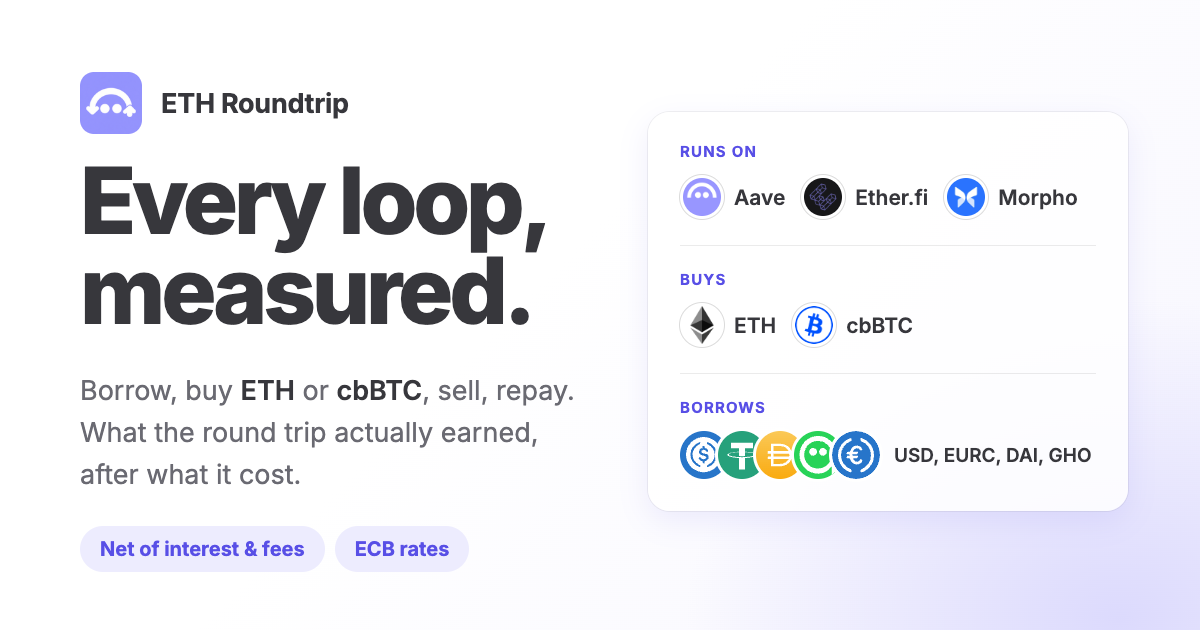 ETH Roundtrip
Every loop,
measured.
Borrow, buy ETH or cbBTC, sell, repay.
What the round trip actually earned,
after what it cost.
Net of interest & fees
ECB rates
RUNS ON
Aave
Ether.fi
Morpho
BUYS
ETH
cbBTC
BORROWS
USD, EURC, DAI, GHO